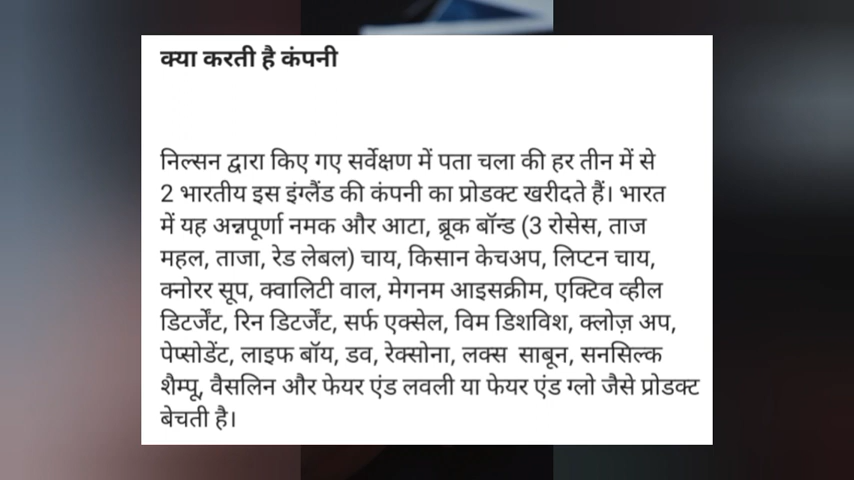 क्या करती है कंपनी
निल्सन द्वारा किए गए सर्वेक्षण में पता चला की हर तीन में से
2 भारतीय इस इंग्लैंड की कंपनी का प्रोडक्ट खरीदते हैं। भारत
में यह अन्नपूर्णा नमक और आटा, ब्रूक बॉन्ड (3 रोसेस, ताज
महल, ताजा, रेड लेबल) चाय, किसान केचअप, लिप्टन चाय,
क्नोरर सूप, क्वालिटी वाल, मेगनम आइसक्रीम, एक्टिव व्हील
डिटर्जेंट, रिन डिटर्जेंट, सर्फ एक्सेल, विम डिशविश, क्लोज़ अप,
पेप्सोडेंट, लाइफ बॉय, डव, रेक्सोना, लक्स साबून, सनसिल्क
शैम्पू, वैसलिन और फेयर एंड लवली या फेयर एंड ग्लो जैसे प्रोडक्ट
बेचती है।